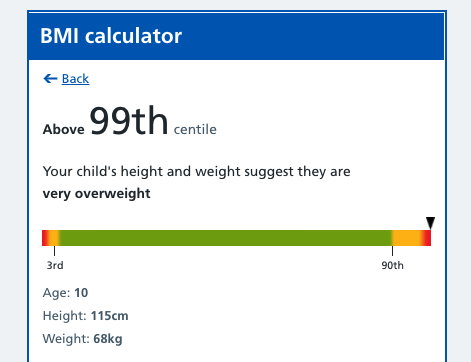 BMI calculator
Back
Above 99th centile
Your child's height and weight suggest they are
very overweight
3rd 90th
Age: 10
Height: 115cm
Weight: 68kg